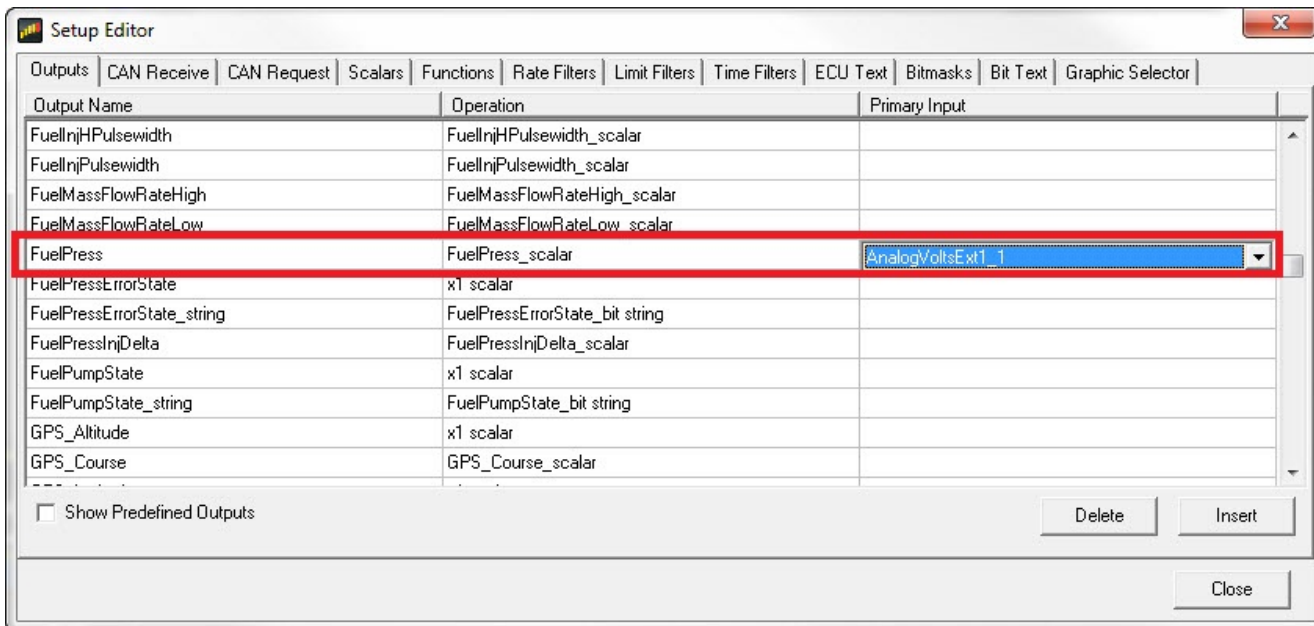 Setup Editor
Outputs CAN Receive CAN Request Scalars Functions Rate Filters Limit Filters Time Filters ECU Text Bitmasks Bit Text Graphic Selector
Output Name Operation Primary Input
FuelInjHPulsewidth FuelInjHPulsewidth_scalar
FuelInjPulsewidth FuelInjPulsewidth_scalar
FuelMassFlowRateHigh FuelMassFlowRateHigh_scalar
FuelMassFlowRateLow FuelMassFlowRateLow_scalar
FuelPress FuelPress_scalar AnalogVoltsExt1_1
FuelPressErrorState x1 scalar
FuelPressErrorState_string FuelPressErrorState_bit string
FuelPressInjDelta FuelPressInjDelta_scalar
FuelPumpState x1 scalar
FuelPumpState_string FuelPumpState_bit string
GPS_Altitude x1 scalar
GPS_Course GPS_Course_scalar
Show Predefined Outputs Delete Insert
Close